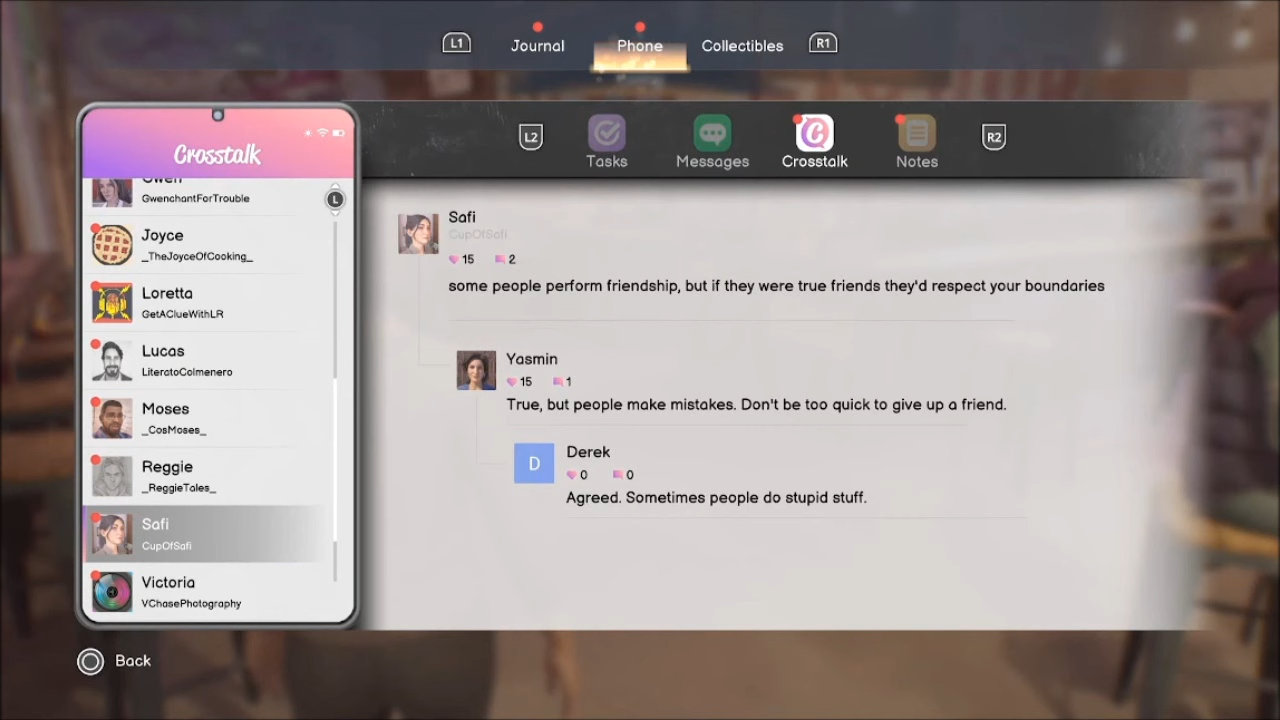 L1
Journal
Phone
Collectibles
R1
Crosstalk
L2
Tasks
Messages
Crosstalk
Notes
R2
Gwen
GwenchantForTrouble
L
Joyce
_TheJoyceOfCooking_
Loretta
GetAClueWithLR
Lucas
LiteratoColmenero
Moses
_CosMoses_
Reggie
_ReggieTales_
Safi
CupOfSafi
Victoria
VChasePhotography
Safi
CupOfSafi
15 2
some people perform friendship, but if they were true friends they'd respect your boundaries
Yasmin
15 1
True, but people make mistakes. Don't be too quick to give up a friend.
D
Derek
0 0
Agreed. Sometimes people do stupid stuff.
Back